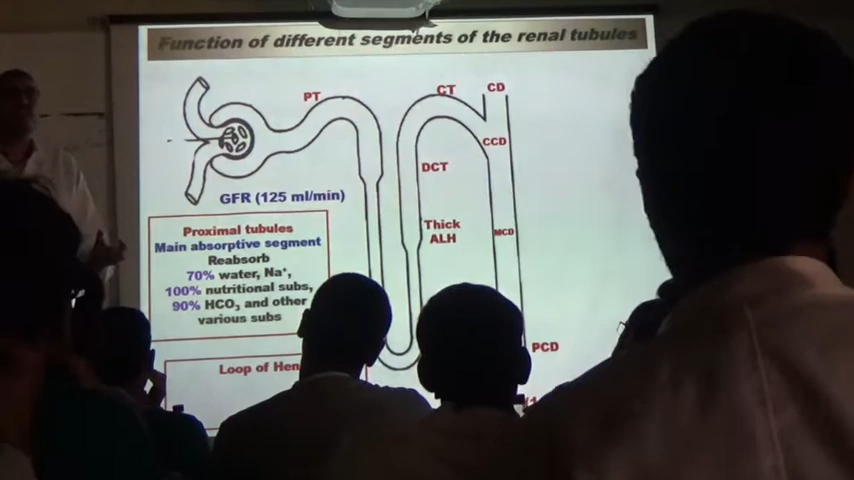 Function of different segments of the renal tubules
PT
CT
CD
CCD
DCT
GFR (125 ml/min)
Thick
ALH
MCD
Proximal tubules
Main absorptive segment
Reabsorb
70% water, Na⁺,
100% nutritional subs,
90% HCO₃ and other
various subs
PCD
Loop of Hen
(1